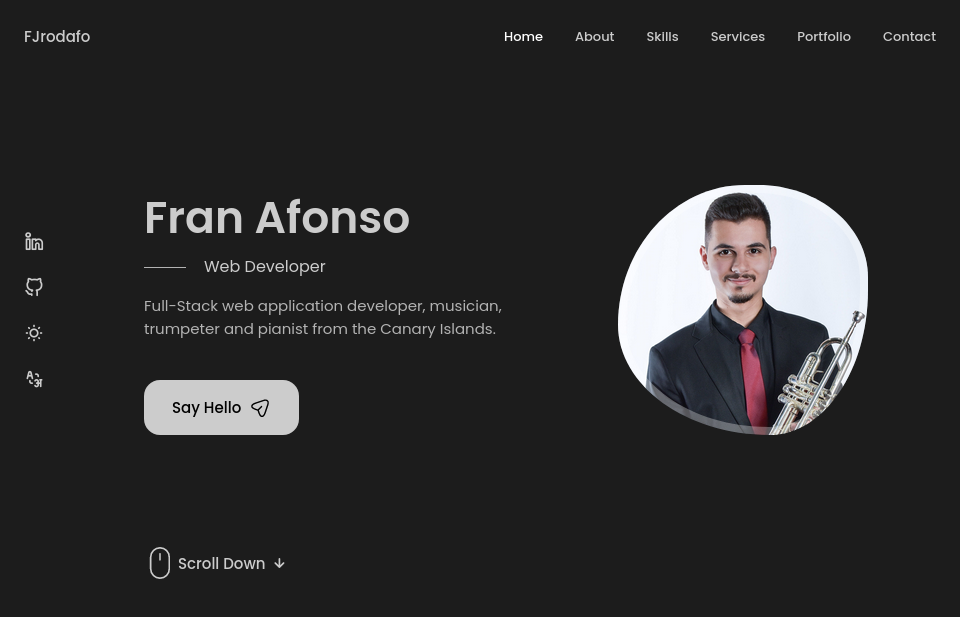 FJrodafo
Home
About
Skills
Services
Portfolio
Contact
Fran Afonso
Web Developer
Full-Stack web application developer, musician,
trumpeter and pianist from the Canary Islands.
Say Hello
Scroll Down